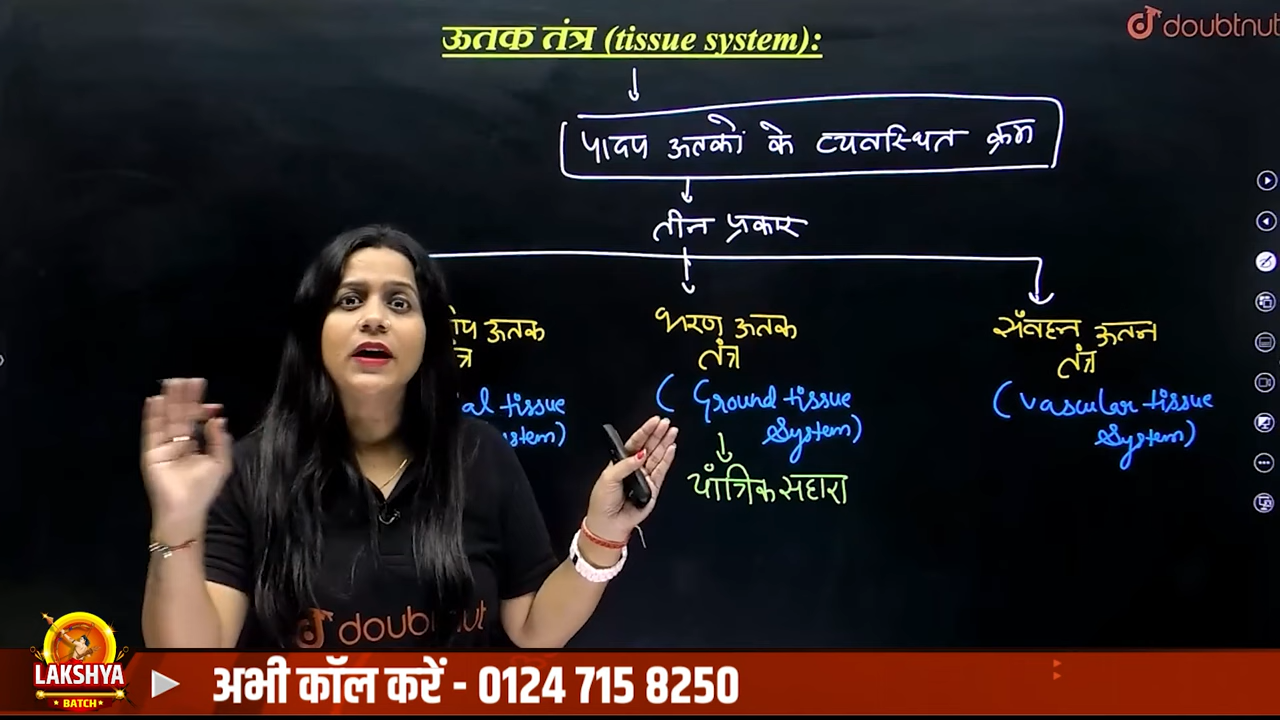 ऊतक तंत्र (tissue system):
doubtnut
पादप ऊतकों के व्यवस्थित क्रम
तीन प्रकार
ऊतक
भरण ऊतक
तंत्र
संवहन ऊतक
तंत्र
al tissue
ystem)
( Ground tissue
System)
(vascular tissue
System)
यांत्रिक सहारा
doubtnut
LAKSHYA
BATCH
अभी कॉल करें - 0124 715 8250